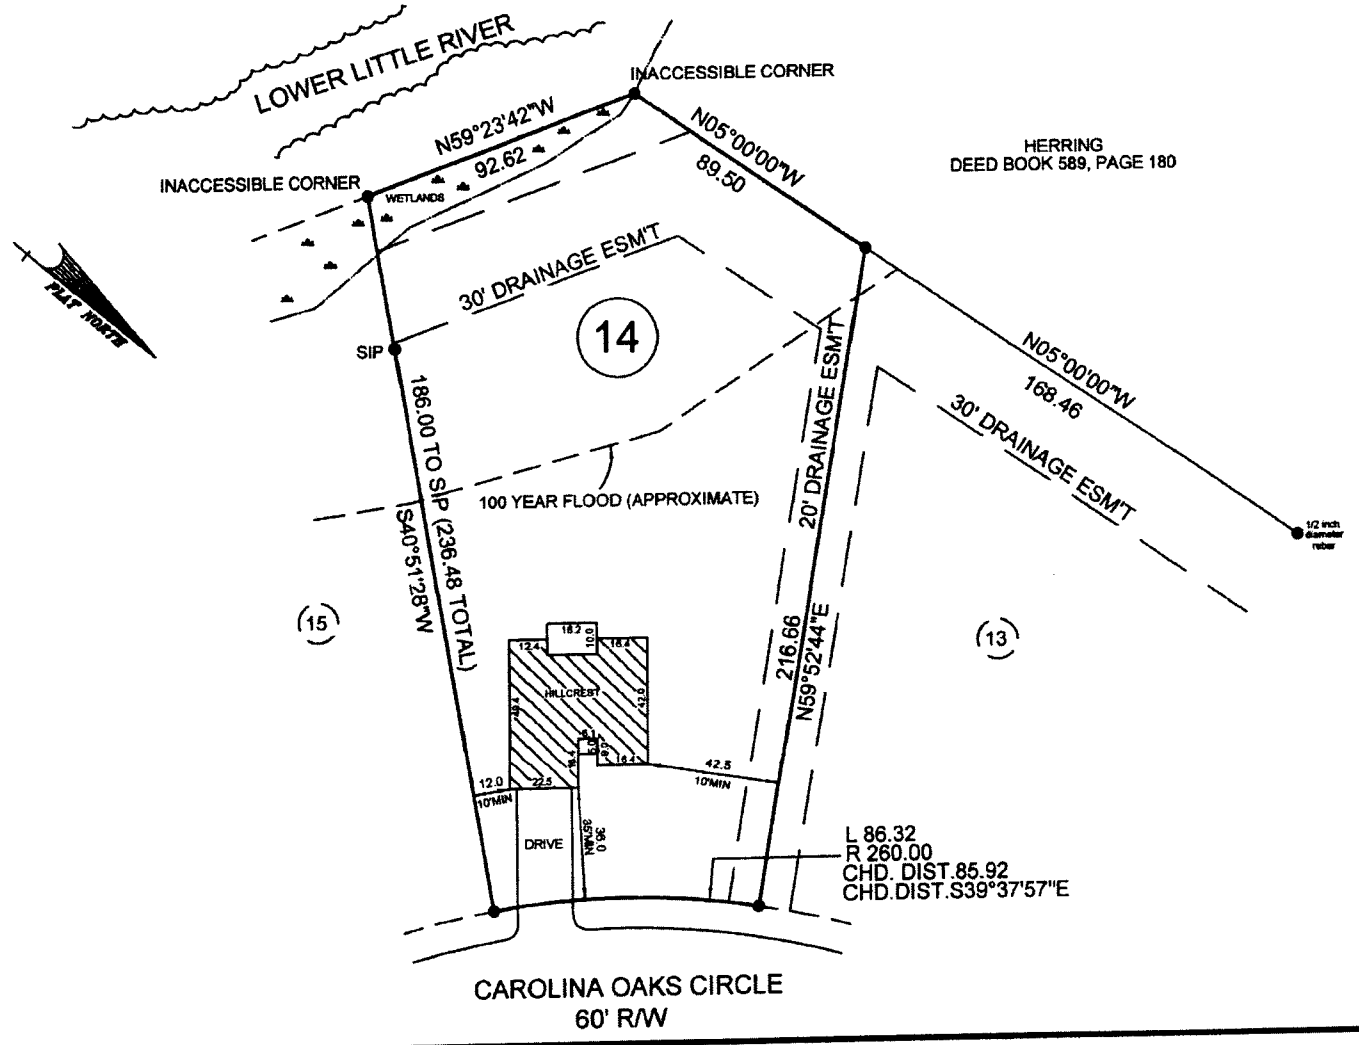 LOWER LITTLE RIVER
INACCESSIBLE CORNER
N59°23'42"W
92.62
N05°00'00"W
89.50
HERRING
DEED BOOK 589, PAGE 180
INACCESSIBLE CORNER
WETLANDS
PLAT NORTH
30' DRAINAGE ESM'T
14
SIP
20' DRAINAGE ESM'T
N05°00'00"W
168.46
30' DRAINAGE ESM'T
186.00 TO SIP (236.48 TOTAL)
S40°51'28"W
100 YEAR FLOOD (APPROXIMATE)
1/2 inch
diameter
rebar
15
13
216.66
N59°52'44"E
16.2
10.0
12.4
16.4
HILLCREST
42.0
5.0
16.4
12.0
10'MIN
22.5
42.5
10'MIN
DRIVE
36.0
35'MIN
L 86.32
R 260.00
CHD. DIST.85.92
CHD.DIST.S39°37'57"E
CAROLINA OAKS CIRCLE
60' R/W